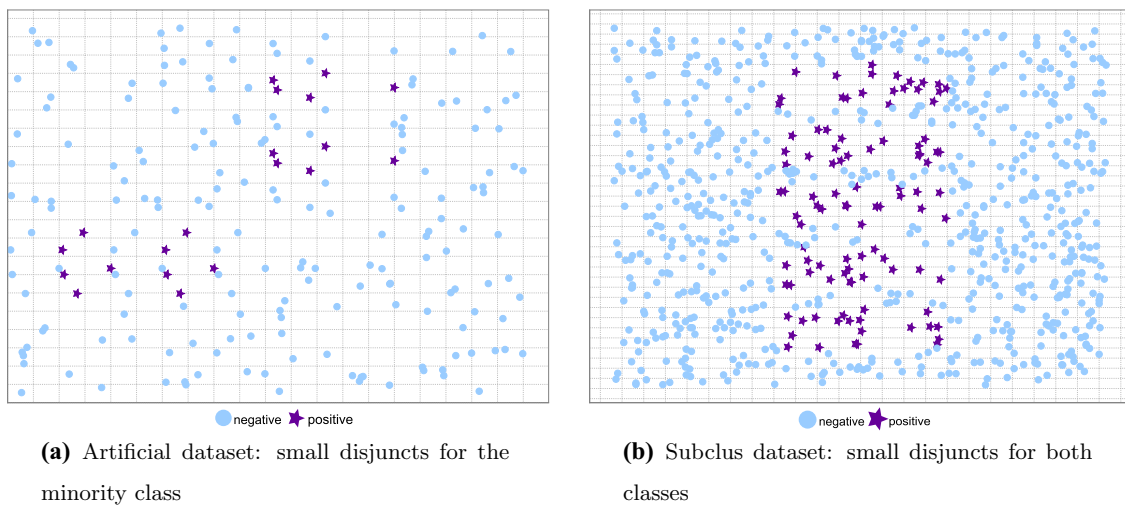 negative positive
(a) Artificial dataset: small disjuncts for the
minority class
negative positive
(b) Subclus dataset: small disjuncts for both
classes